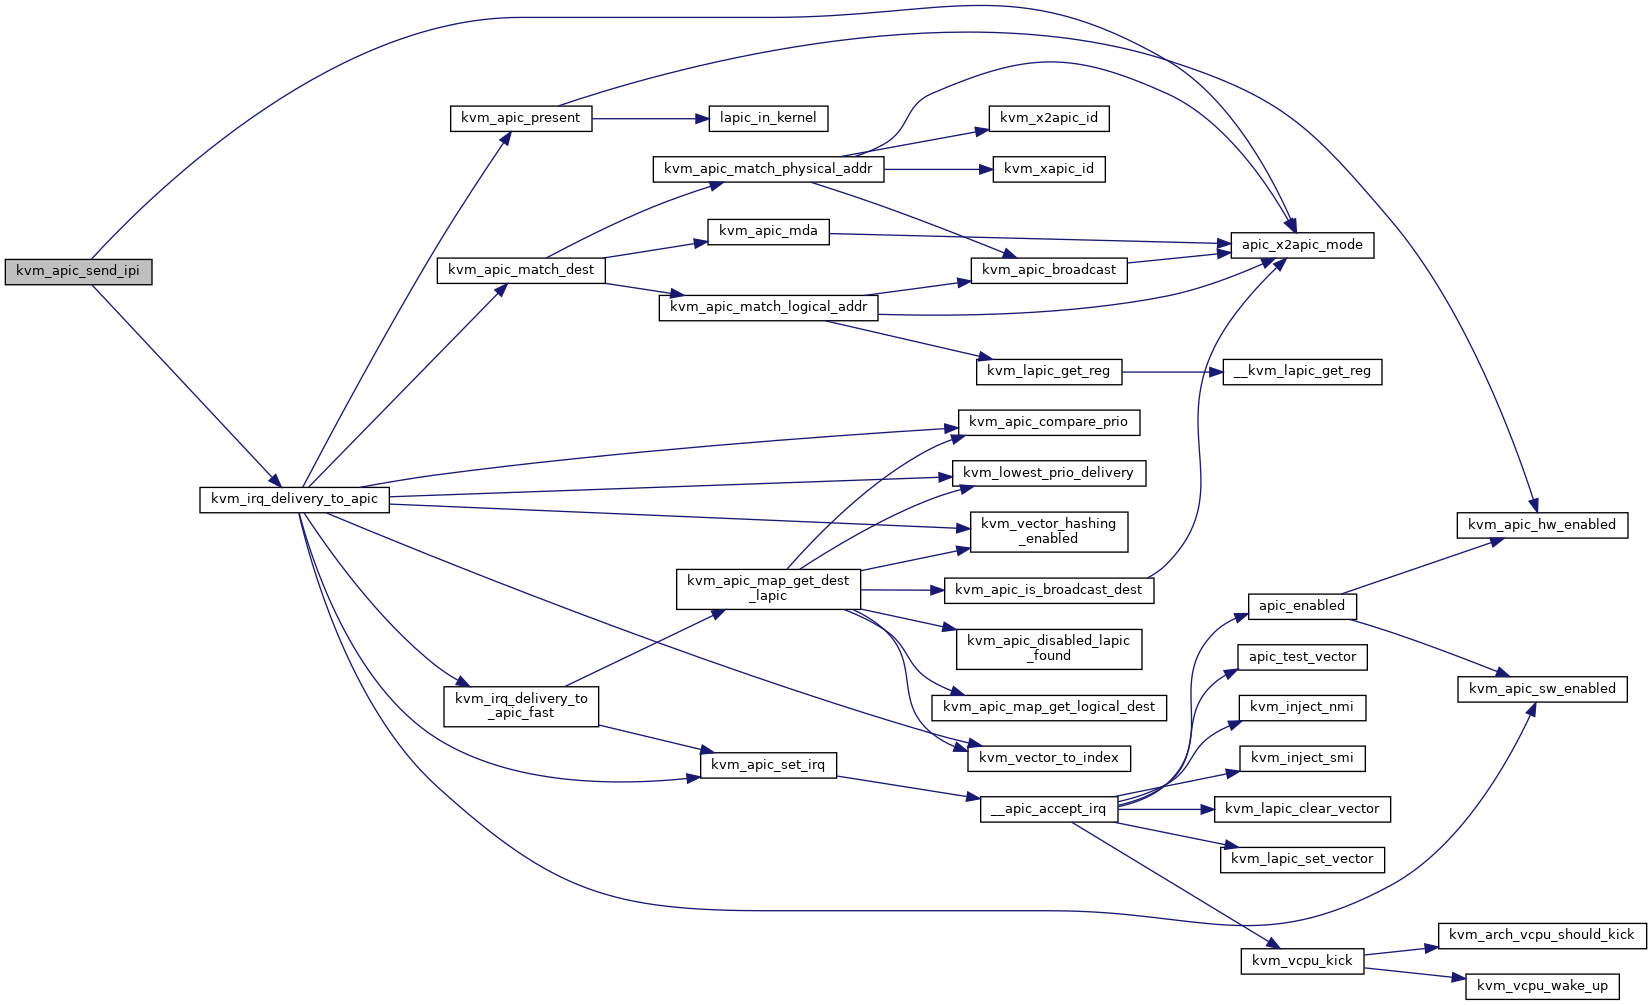 kvm_apic_send_ipi
kvm_irq_delivery_to_apic
kvm_apic_present
kvm_apic_match_dest
kvm_irq_delivery_to
_apic_fast
lapic_in_kernel
kvm_apic_match_physical_addr
kvm_apic_mda
kvm_apic_match_logical_addr
kvm_apic_map_get_dest
_lapic
kvm_apic_set_irq
kvm_x2apic_id
kvm_xapic_id
kvm_apic_broadcast
kvm_lapic_get_reg
kvm_apic_compare_prio
kvm_lowest_prio_delivery
kvm_vector_hashing
_enabled
kvm_apic_is_broadcast_dest
kvm_apic_disabled_lapic
_found
kvm_apic_map_get_logical_dest
kvm_vector_to_index
__apic_accept_irq
apic_x2apic_mode
__kvm_lapic_get_reg
apic_enabled
apic_test_vector
kvm_inject_nmi
kvm_inject_smi
kvm_lapic_clear_vector
kvm_lapic_set_vector
kvm_vcpu_kick
kvm_apic_hw_enabled
kvm_apic_sw_enabled
kvm_arch_vcpu_should_kick
kvm_vcpu_wake_up